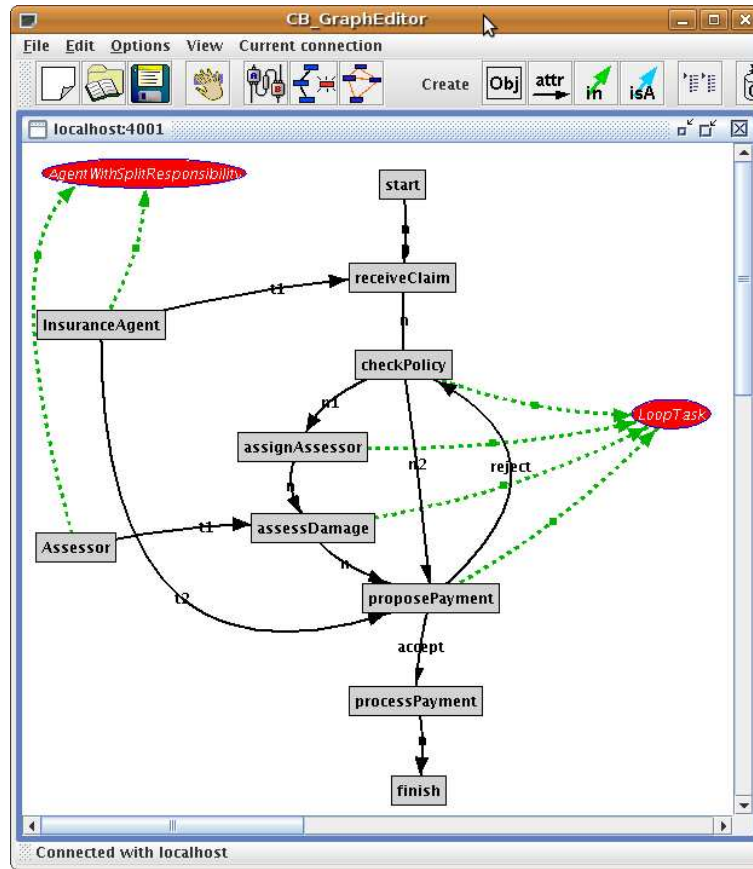 CB_GraphEditor
File Edit Options View Current connection
Create Obj attr in isA
localhost:4001
AgentWithSplitResponsibility
start
receiveClaim
t1
InsuranceAgent
n
checkPolicy
LoopTask
n1
assignAssessor
n2
reject
n
assessDamage
t1
Assessor
n
proposePayment
t2
accept
processPayment
finish
Connected with localhost